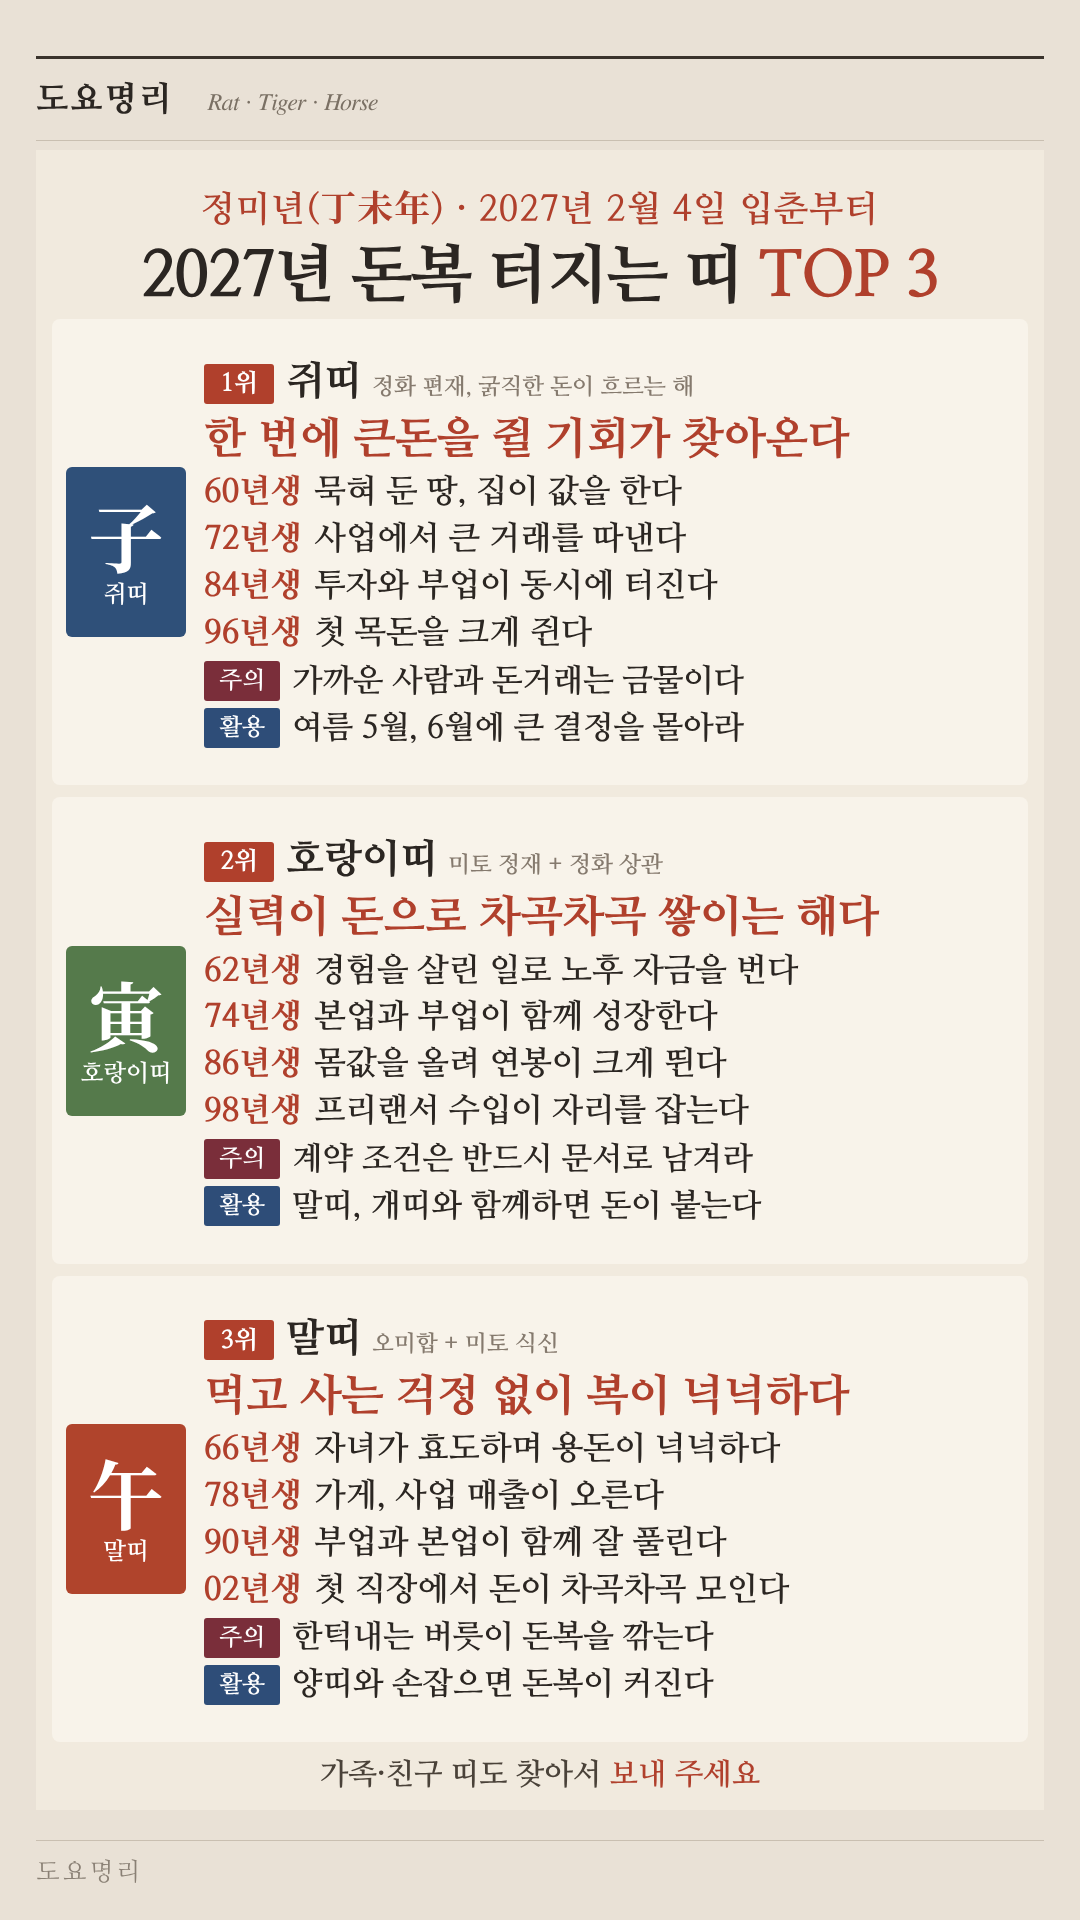 도요명리 Rat · Tiger · Horse
정미년(丁未年) · 2027년 2월 4일 입춘부터
2027년 돈복 터지는 띠 TOP 3
1위 쥐띠 정화 편재, 굵직한 돈이 흐르는 해
한 번에 큰돈을 쥘 기회가 찾아온다
子
쥐띠
60년생 묵혀 둔 땅, 집이 값을 한다
72년생 사업에서 큰 거래를 따낸다
84년생 투자와 부업이 동시에 터진다
96년생 첫 목돈을 크게 쥔다
주의 가까운 사람과 돈거래는 금물이다
활용 여름 5월, 6월에 큰 결정을 몰아라
2위 호랑이띠 미토 정재 + 정화 상관
실력이 돈으로 차곡차곡 쌓이는 해다
寅
호랑이띠
62년생 경험을 살린 일로 노후 자금을 번다
74년생 본업과 부업이 함께 성장한다
86년생 몸값을 올려 연봉이 크게 뛴다
98년생 프리랜서 수입이 자리를 잡는다
주의 계약 조건은 반드시 문서로 남겨라
활용 말띠, 개띠와 함께하면 돈이 붙는다
3위 말띠 오미합 + 미토 식신
먹고 사는 걱정 없이 복이 넉넉하다
午
말띠
66년생 자녀가 효도하며 용돈이 넉넉하다
78년생 가게, 사업 매출이 오른다
90년생 부업과 본업이 함께 잘 풀린다
02년생 첫 직장에서 돈이 차곡차곡 모인다
주의 한턱내는 버릇이 돈복을 깎는다
활용 양띠와 손잡으면 돈복이 커진다
가족·친구 띠도 찾아서 보내 주세요
도요명리